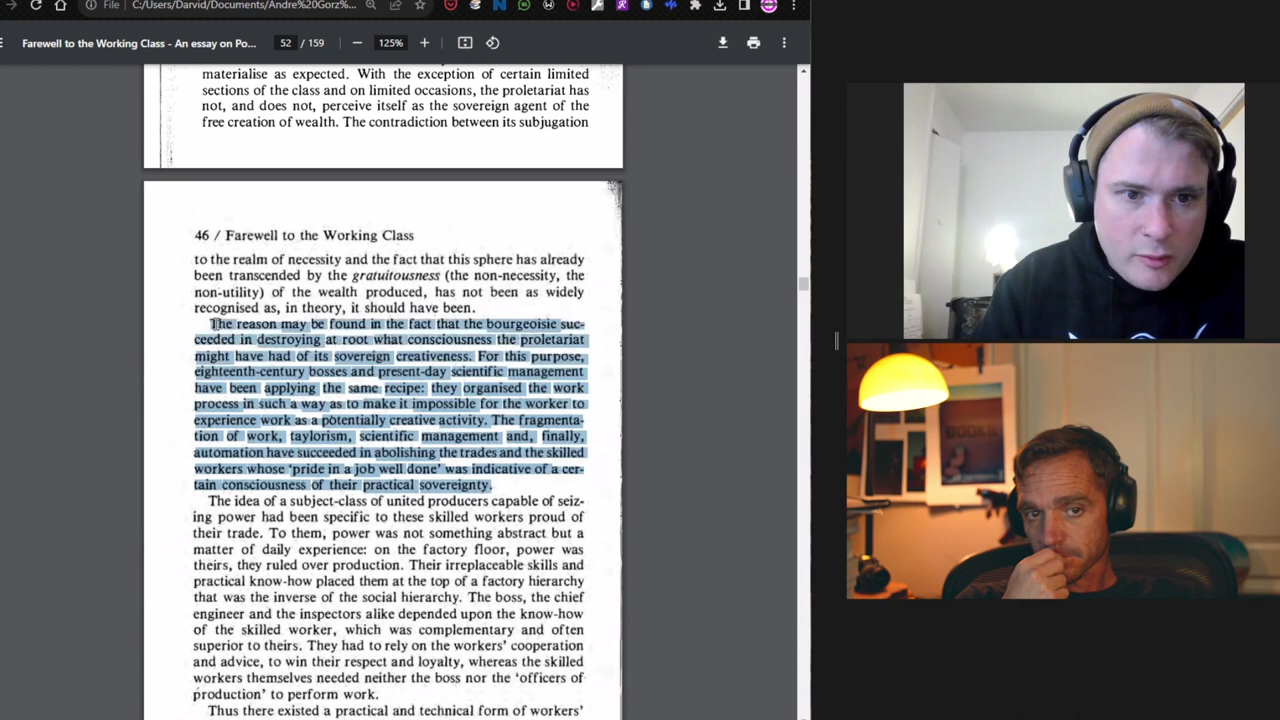 File C:/Users/Darvid/Documents/Andre%20Gorz%20...
Farewell to the Working Class - An essay on Po... 52 / 159 125%
materialise as expected. With the exception of certain limited
sections of the class and on limited occasions, the proletariat has
not, and does not, perceive itself as the sovereign agent of the
free creation of wealth. The contradiction between its subjugation
46 / Farewell to the Working Class
to the realm of necessity and the fact that this sphere has already
been transcended by the gratuitousness (the non-necessity, the
non-utility) of the wealth produced, has not been as widely
recognised as, in theory, it should have been.
The reason may be found in the fact that the bourgeoisie suc-
ceeded in destroying at root what consciousness the proletariat
might have had of its sovereign creativeness. For this purpose,
eighteenth-century bosses and present-day scientific management
have been applying the same recipe: they organised the work
process in such a way as to make it impossible for the worker to
experience work as a potentially creative activity. The fragmenta-
tion of work, taylorism, scientific management and, finally,
automation have succeeded in abolishing the trades and the skilled
workers whose 'pride in a job well done' was indicative of a cer-
tain consciousness of their practical sovereignty.
The idea of a subject-class of united producers capable of seiz-
ing power had been specific to these skilled workers proud of
their trade. To them, power was not something abstract but a
matter of daily experience: on the factory floor, power was
theirs, they ruled over production. Their irreplaceable skills and
practical know-how placed them at the top of a factory hierarchy
that was the inverse of the social hierarchy. The boss, the chief
engineer and the inspectors alike depended upon the know-how
of the skilled worker, which was complementary and often
superior to theirs. They had to rely on the workers' cooperation
and advice, to win their respect and loyalty, whereas the skilled
workers themselves needed neither the boss nor the 'officers of
production' to perform work.
Thus there existed a practical and technical form of workers'
BOOKS